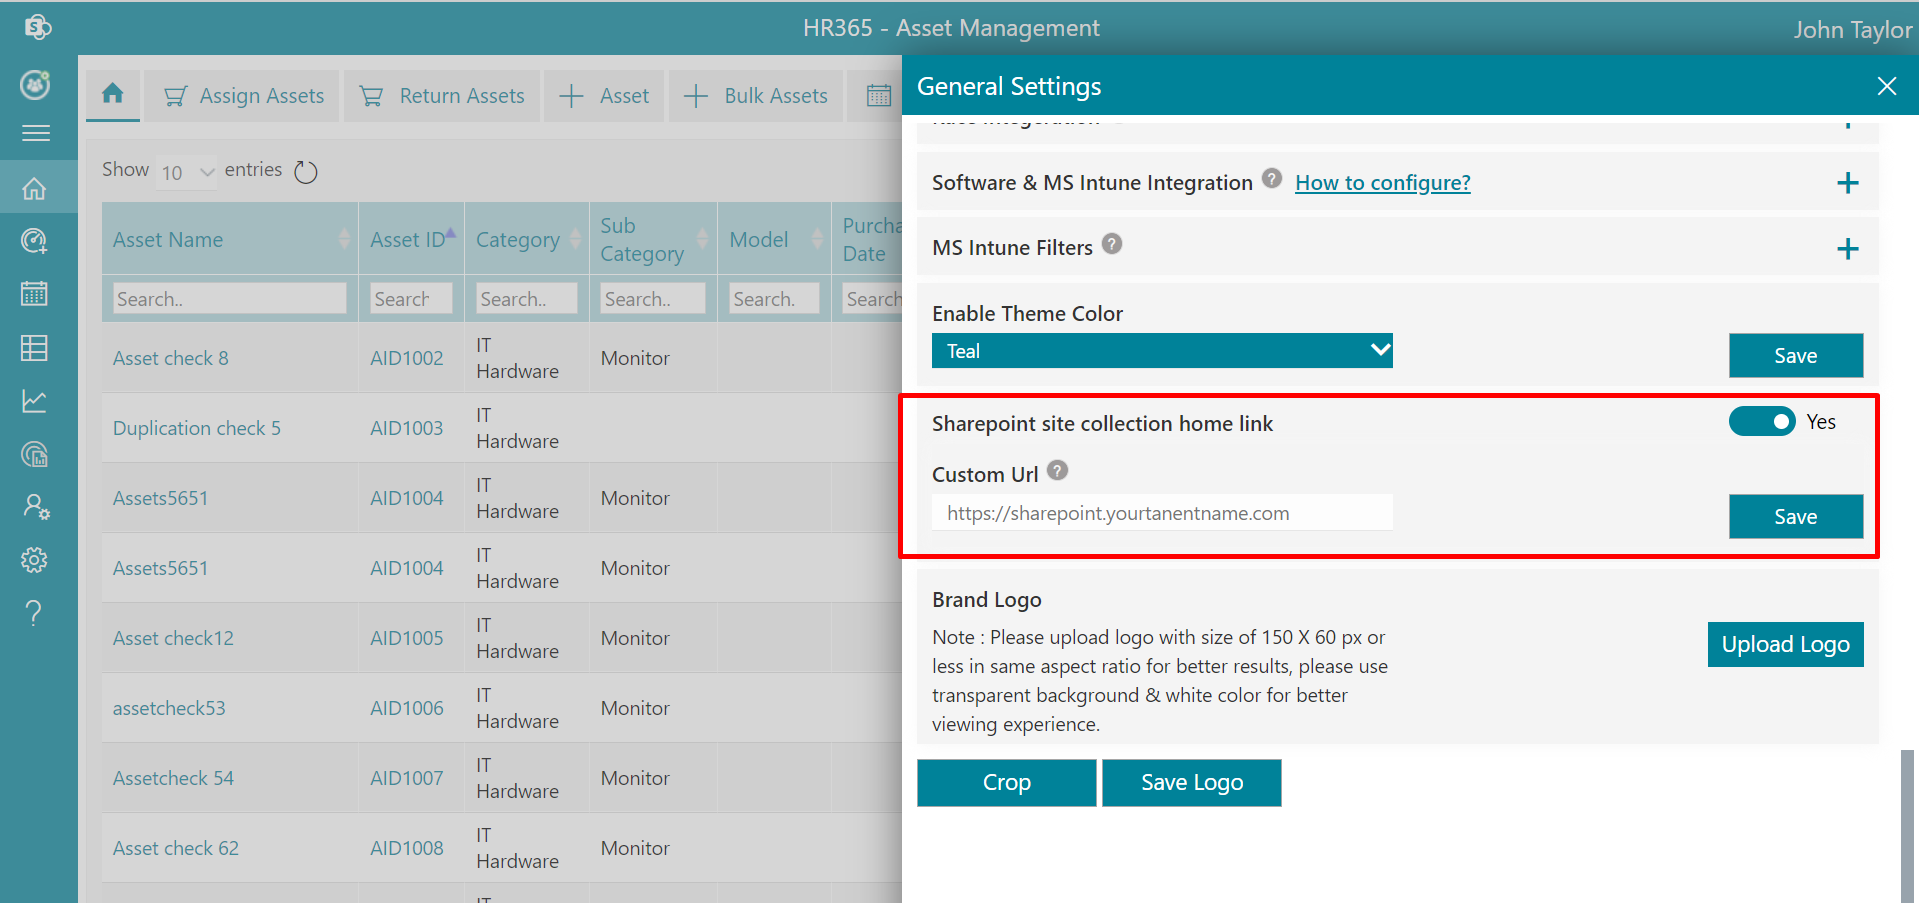 HR365 - Asset Management
John Taylor
Assign Assets
Return Assets
Asset
Bulk Assets
Show 10 entries
Asset Name
Asset ID
Category
Sub
Category
Model
Purcha
Date
Search..
Search
Search..
Search..
Search.
Search
Asset check 8
AID1002
IT
Hardware
Monitor
Duplication check 5
AID1003
IT
Hardware
Assets5651
AID1004
IT
Hardware
Monitor
Assets5651
AID1004
IT
Hardware
Monitor
Asset check12
AID1005
IT
Hardware
Monitor
assetcheck53
AID1006
IT
Hardware
Monitor
Assetcheck 54
AID1007
IT
Hardware
Monitor
Asset check 62
AID1008
IT
Hardware
Monitor
IT
General Settings
Software & MS Intune Integration ? How to configure?
MS Intune Filters ?
Enable Theme Color
Teal
Save
Sharepoint site collection home link
Yes
Custom Url ?
https://sharepoint.yourtanentname.com
Save
Brand Logo
Note : Please upload logo with size of 150 X 60 px or
less in same aspect ratio for better results, please use
transparent background & white color for better
viewing experience.
Upload Logo
Crop
Save Logo